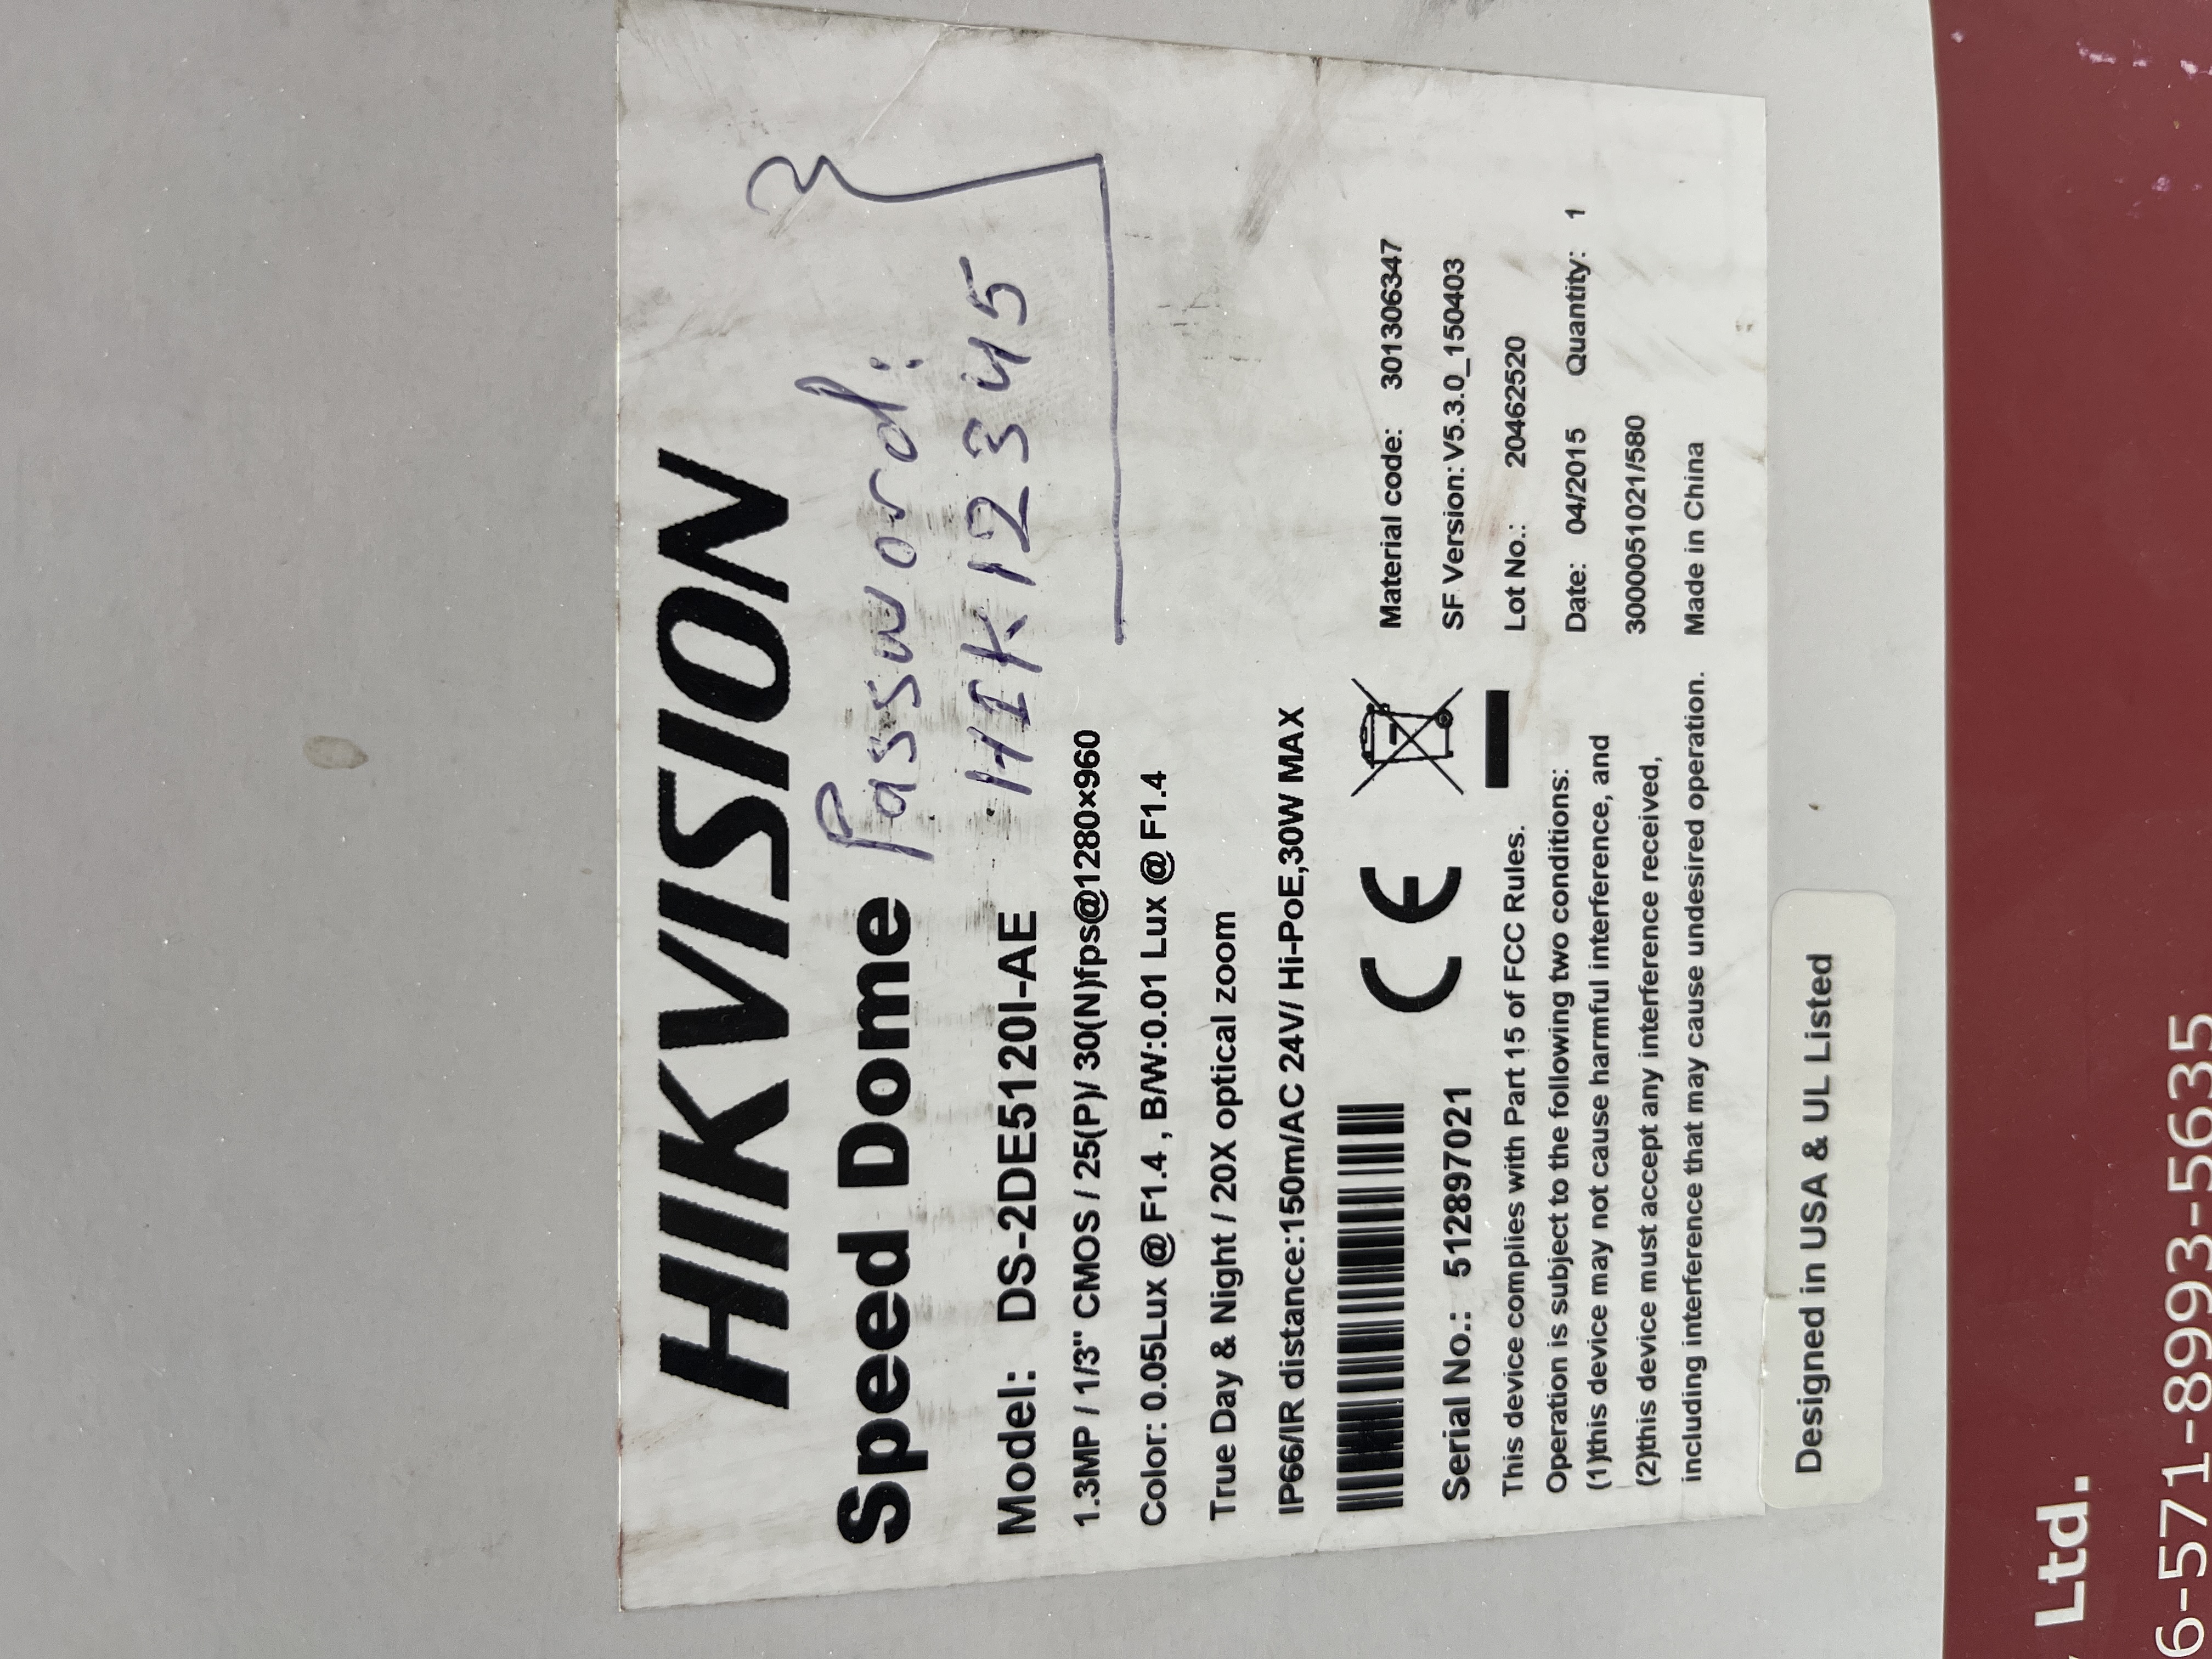 HIKVISION
Speed Dome
Password:
HIK12345
Model: DS-2DE5120I-AE
1.3MP / 1/3" CMOS / 25(P)/ 30(N)fps@1280×960
Color: 0.05Lux @ F1.4 , B/W:0.01 Lux @ F1.4
True Day & Night / 20X optical zoom
IP66/IR distance:150m/AC 24V/ Hi-PoE,30W MAX
CE
Serial No.: 512897021
This device complies with Part 15 of FCC Rules.
Operation is subject to the following two conditions:
(1)this device may not cause harmful interference, and
(2)this device must accept any interference received,
including interference that may cause undesired operation.
Material code: 301306347
SF Version:V5.3.0_150403
Lot No.: 20462520
Date: 04/2015 Quantity: 1
3000051021/580
Made in China
Designed in USA & UL Listed
Ltd.
6-571-8993-5635